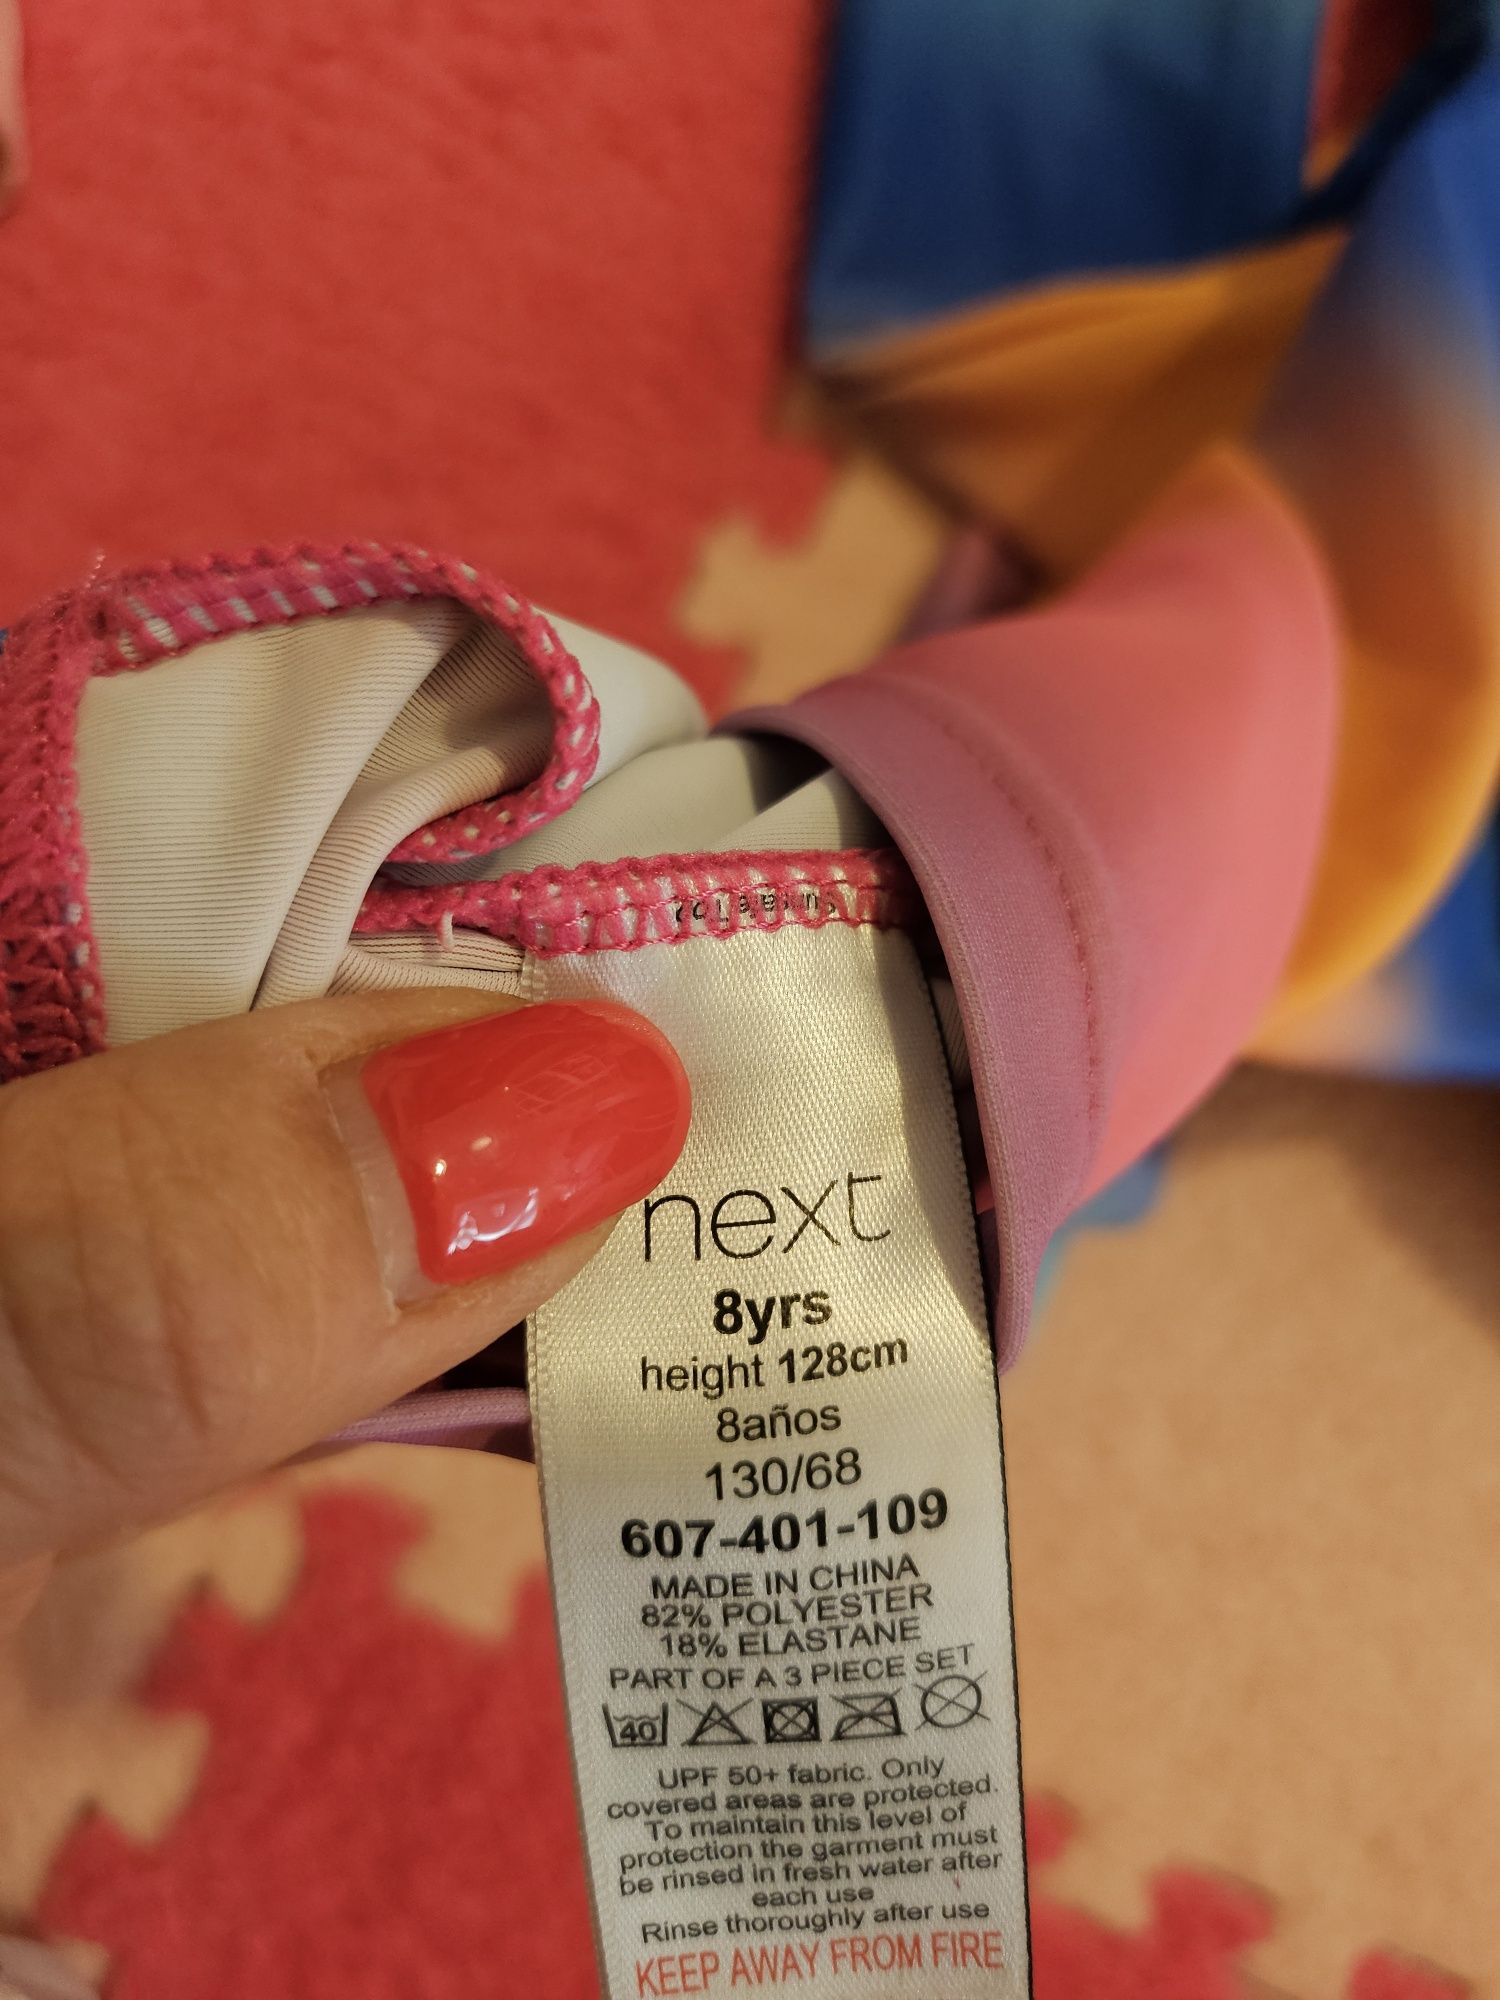 next
8yrs
height 128cm
8años
130/68
607-401-109
MADE IN CHINA
82% POLYESTER
18% ELASTANE
PART OF A 3 PIECE SET
40
UPF 50+ fabric. Only
covered areas are protected.
To maintain this level of
protection the garment must
be rinsed in fresh water after
each use
Rinse thoroughly after use
KEEP AWAY FROM FIRE